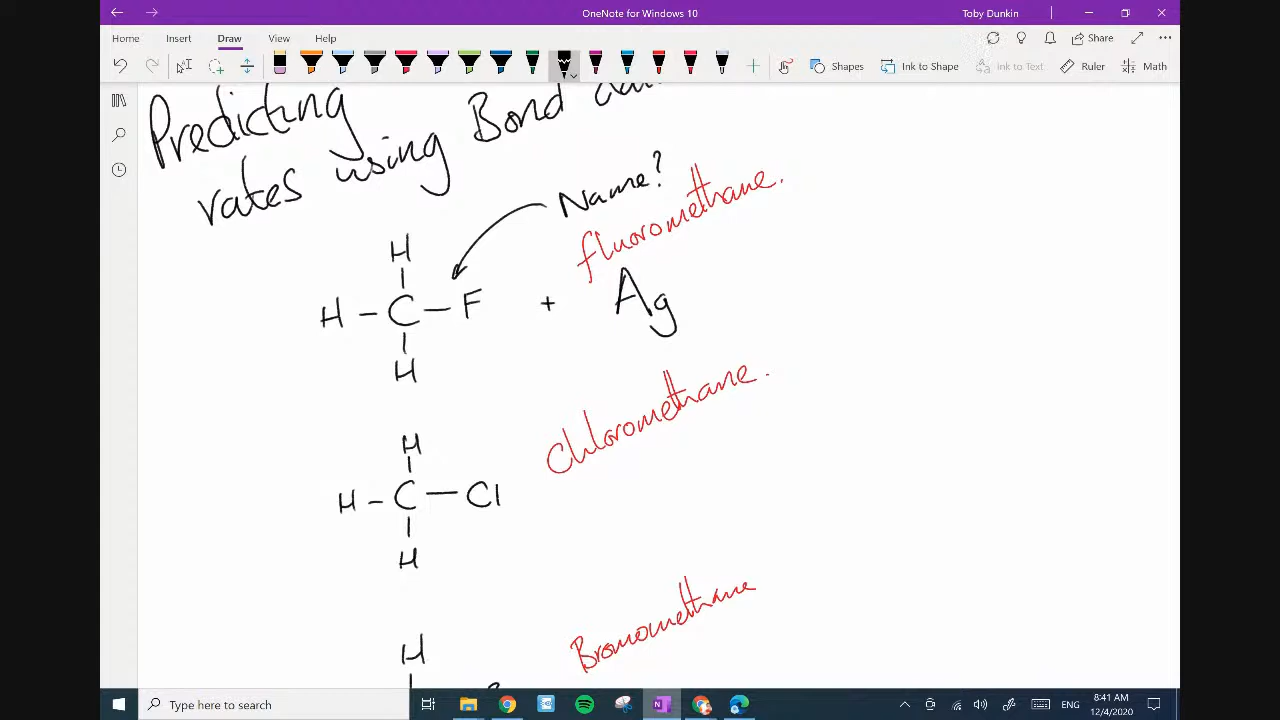 OneNote for Windows 10
Toby Dunkin
Home
Insert
Draw
View
Help
Share
Shapes
Ink to Shape
Ink to Text
Ruler
Math
Predicting
rates using Bond
Name?
fluoromethane.
H
H - C - F + Ag
H
chloromethane.
H
H - C - Cl
H
Bromomethane
H
Type here to search
8:41 AM
12/4/2020